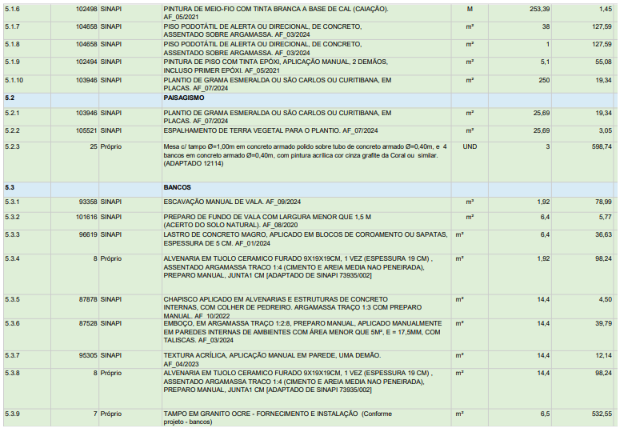 5.1.6 102498 SINAPI PINTURA DE MEIO-FIO COM TINTA BRANCA A BASE DE CAL (CAIAÇÃO). M 253,39 1,45
AF_05/2021
5.1.7 104658 SINAPI PISO PODOTÁTIL DE ALERTA OU DIRECIONAL, DE CONCRETO, m² 38 127,59
ASSENTADO SOBRE ARGAMASSA. AF_03/2024
5.1.8 104658 SINAPI PISO PODOTÁTIL DE ALERTA OU DIRECIONAL, DE CONCRETO, m² 1 127,59
ASSENTADO SOBRE ARGAMASSA. AF_03/2024
5.1.9 102494 SINAPI PINTURA DE PISO COM TINTA EPÓXI, APLICAÇÃO MANUAL, 2 DEMÃOS, m² 5,1 55,08
INCLUSO PRIMER EPÓXI. AF_05/2021
5.1.10 103946 SINAPI PLANTIO DE GRAMA ESMERALDA OU SÃO CARLOS OU CURITIBANA, EM m² 250 19,34
PLACAS. AF_07/2024
5.2 PAISAGISMO
5.2.1 103946 SINAPI PLANTIO DE GRAMA ESMERALDA OU SÃO CARLOS OU CURITIBANA, EM m² 25,69 19,34
PLACAS. AF_07/2024
5.2.2 105521 SINAPI ESPALHAMENTO DE TERRA VEGETAL PARA O PLANTIO. AF_07/2024 m² 25,69 3,05
5.2.3 25 Próprio Mesa c/ tampo Ø=1,00m em concreto armado polido sobre tubo de concreto armado Ø=0,40m, e 4 UND 3 598,74
bancos em concreto armado Ø=0,40m, com pintura acrílica cor cinza grafite da Coral ou similar.
(ADAPTADO 12114)
5.3 BANCOS
5.3.1 93358 SINAPI ESCAVAÇÃO MANUAL DE VALA. AF_09/2024 m³ 1,92 78,99
5.3.2 101616 SINAPI PREPARO DE FUNDO DE VALA COM LARGURA MENOR QUE 1,5 M m² 6,4 5,77
(ACERTO DO SOLO NATURAL). AF_08/2020
5.3.3 96619 SINAPI LASTRO DE CONCRETO MAGRO, APLICADO EM BLOCOS DE COROAMENTO OU SAPATAS, m² 6,4 36,63
ESPESSURA DE 5 CM. AF_01/2024
5.3.4 8 Próprio ALVENARIA EM TIJOLO CERAMICO FURADO 9X19X19CM, 1 VEZ (ESPESSURA 19 CM) , m² 1,92 98,24
ASSENTADO ARGAMASSA TRACO 1:4 (CIMENTO E AREIA MEDIA NAO PENEIRADA),
PREPARO MANUAL, JUNTA1 CM [ADAPTADO DE SINAPI 73935/002]
5.3.5 87878 SINAPI CHAPISCO APLICADO EM ALVENARIAS E ESTRUTURAS DE CONCRETO m² 14,4 4,50
INTERNAS, COM COLHER DE PEDREIRO. ARGAMASSA TRAÇO 1:3 COM PREPARO
MANUAL. AF_10/2022
5.3.6 87528 SINAPI EMBOÇO, EM ARGAMASSA TRAÇO 1:2:8, PREPARO MANUAL, APLICADO MANUALMENTE m² 14,4 39,79
EM PAREDES INTERNAS DE AMBIENTES COM ÁREA MENOR QUE 5M², E = 17,5MM, COM
TALISCAS. AF_03/2024
5.3.7 95305 SINAPI TEXTURA ACRÍLICA, APLICAÇÃO MANUAL EM PAREDE, UMA DEMÃO. m² 14,4 12,14
AF_04/2023
5.3.8 8 Próprio ALVENARIA EM TIJOLO CERAMICO FURADO 9X19X19CM, 1 VEZ (ESPESSURA 19 CM) , m² 14,4 98,24
ASSENTADO ARGAMASSA TRACO 1:4 (CIMENTO E AREIA MEDIA NAO PENEIRADA),
PREPARO MANUAL, JUNTA1 CM [ADAPTADO DE SINAPI 73935/002]
5.3.9 7 Próprio TAMPO EM GRANITO OCRE - FORNECIMENTO E INSTALAÇÃO (Conforme m² 6,5 532,55
projeto - bancos)